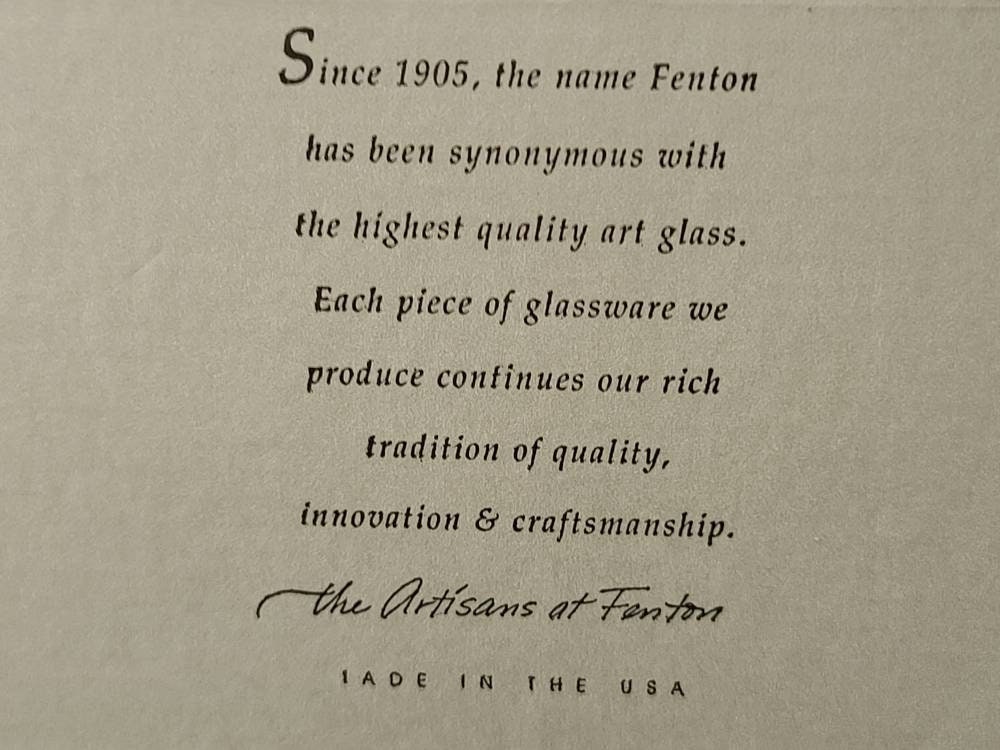 Since 1905, the name Fenton
has been synonymous with
the highest quality art glass.
Each piece of glassware we
produce continues our rich
tradition of quality,
innovation & craftsmanship.
the Artisans at Fenton
MADE IN THE USA